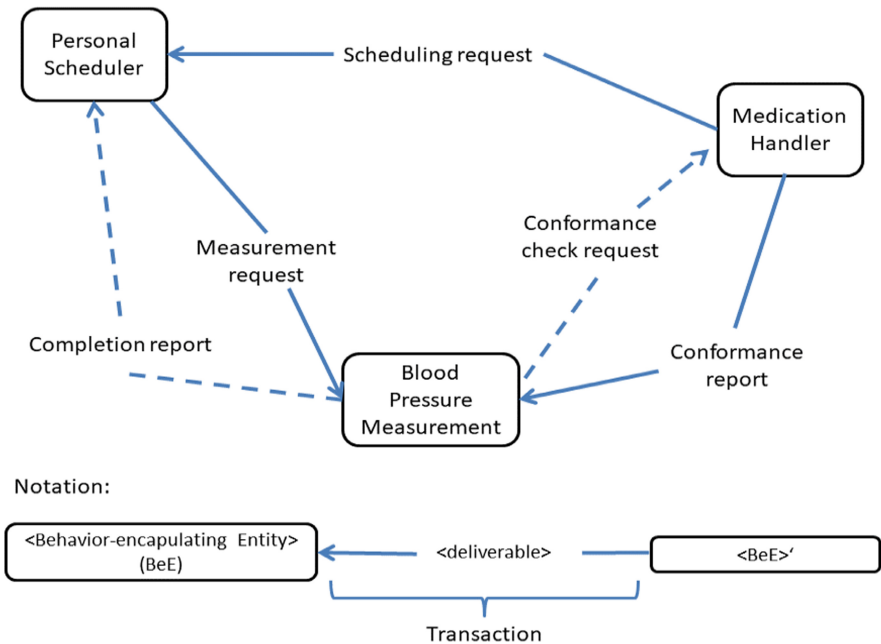 Personal
Scheduler
Scheduling request
Medication
Handler
Measurement
request
Conformance
check request
Completion report
Conformance
report
Blood
Pressure
Measurement
Notation:
<Behavior-encapulating Entity>
(BeE)
<deliverable>
<BeE>‘
Transaction